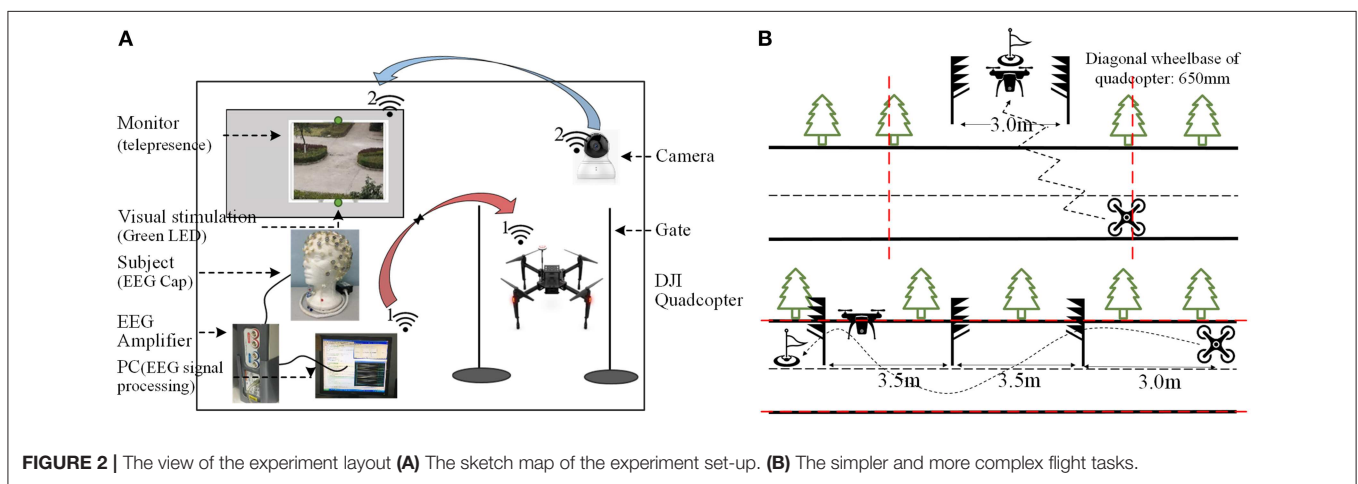 A
B
2
Monitor
(telepresence)
2
Camera
Visual stimulation
(Green LED)
1
Gate
Subject
(EEG Cap)
DJI
Quadcopter
1
EEG
Amplifier
PC(EEG signal
processing)
Diagonal wheelbase of
quadcopter: 650mm
3.0m
3.5m
3.5m
3.0m
FIGURE 2 | The view of the experiment layout (A) The sketch map of the experiment set-up. (B) The simpler and more complex flight tasks.